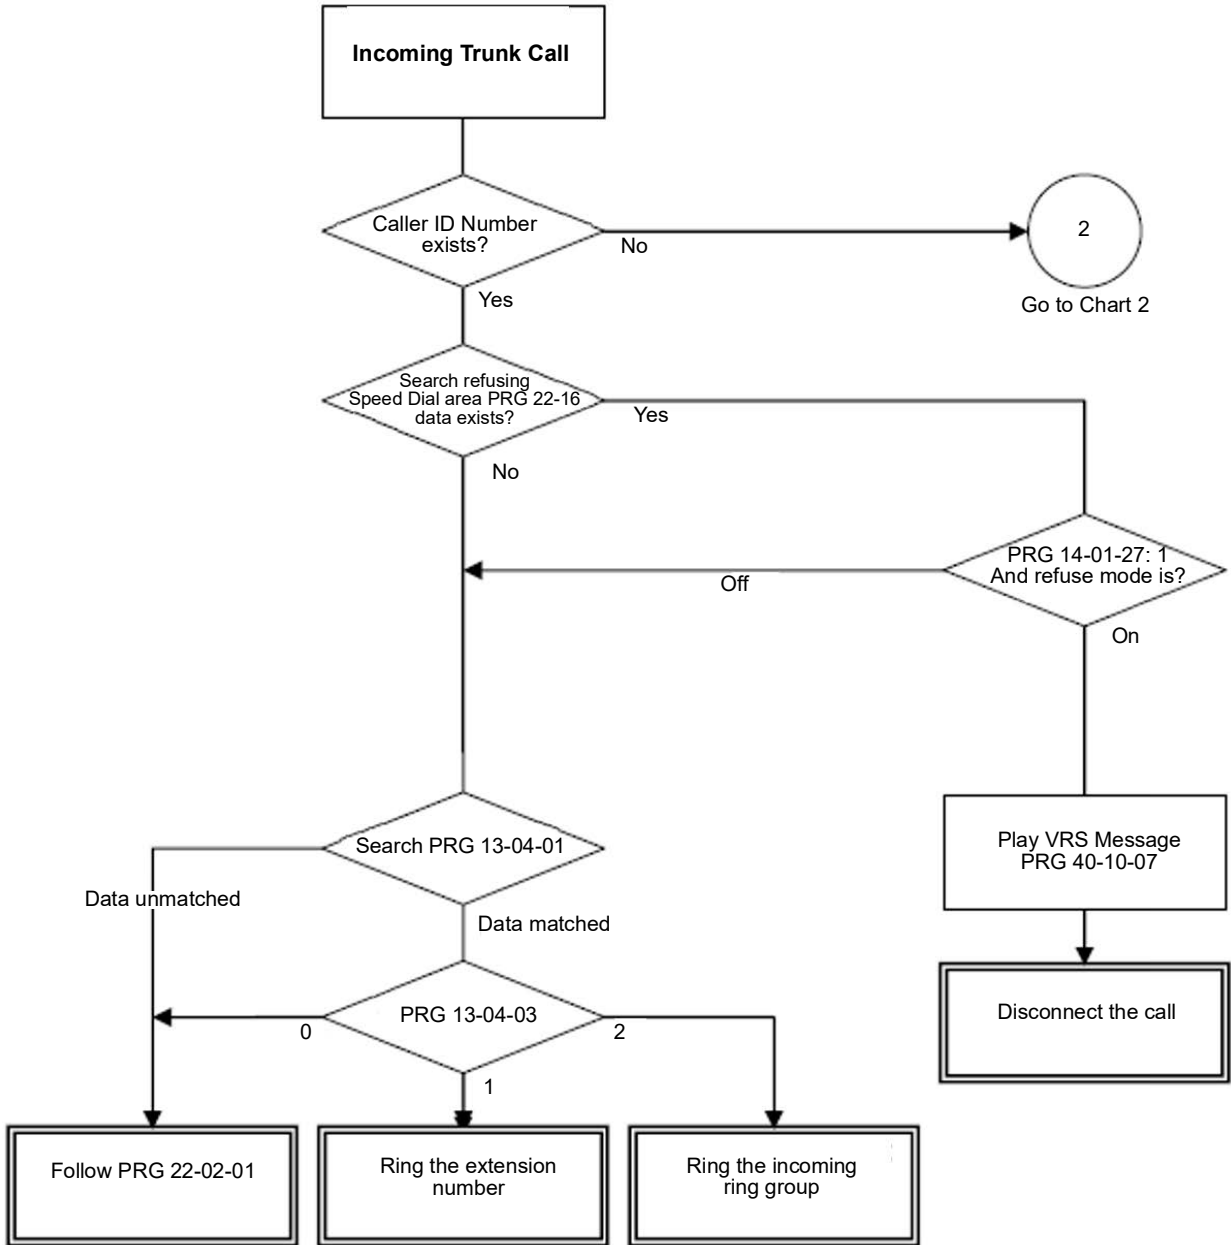 Incoming Trunk Call
Caller ID Number
exists?
No
2
Go to Chart 2
Yes
Search refusing
Speed Dial area PRG 22-16
data exists?
Yes
No
PRG 14-01-27: 1
And refuse mode is?
Off
On
Play VRS Message
PRG 40-10-07
Search PRG 13-04-01
Data unmatched
Data matched
Disconnect the call
PRG 13-04-03
0
2
1
Follow PRG 22-02-01
Ring the extension
number
Ring the incoming
ring group